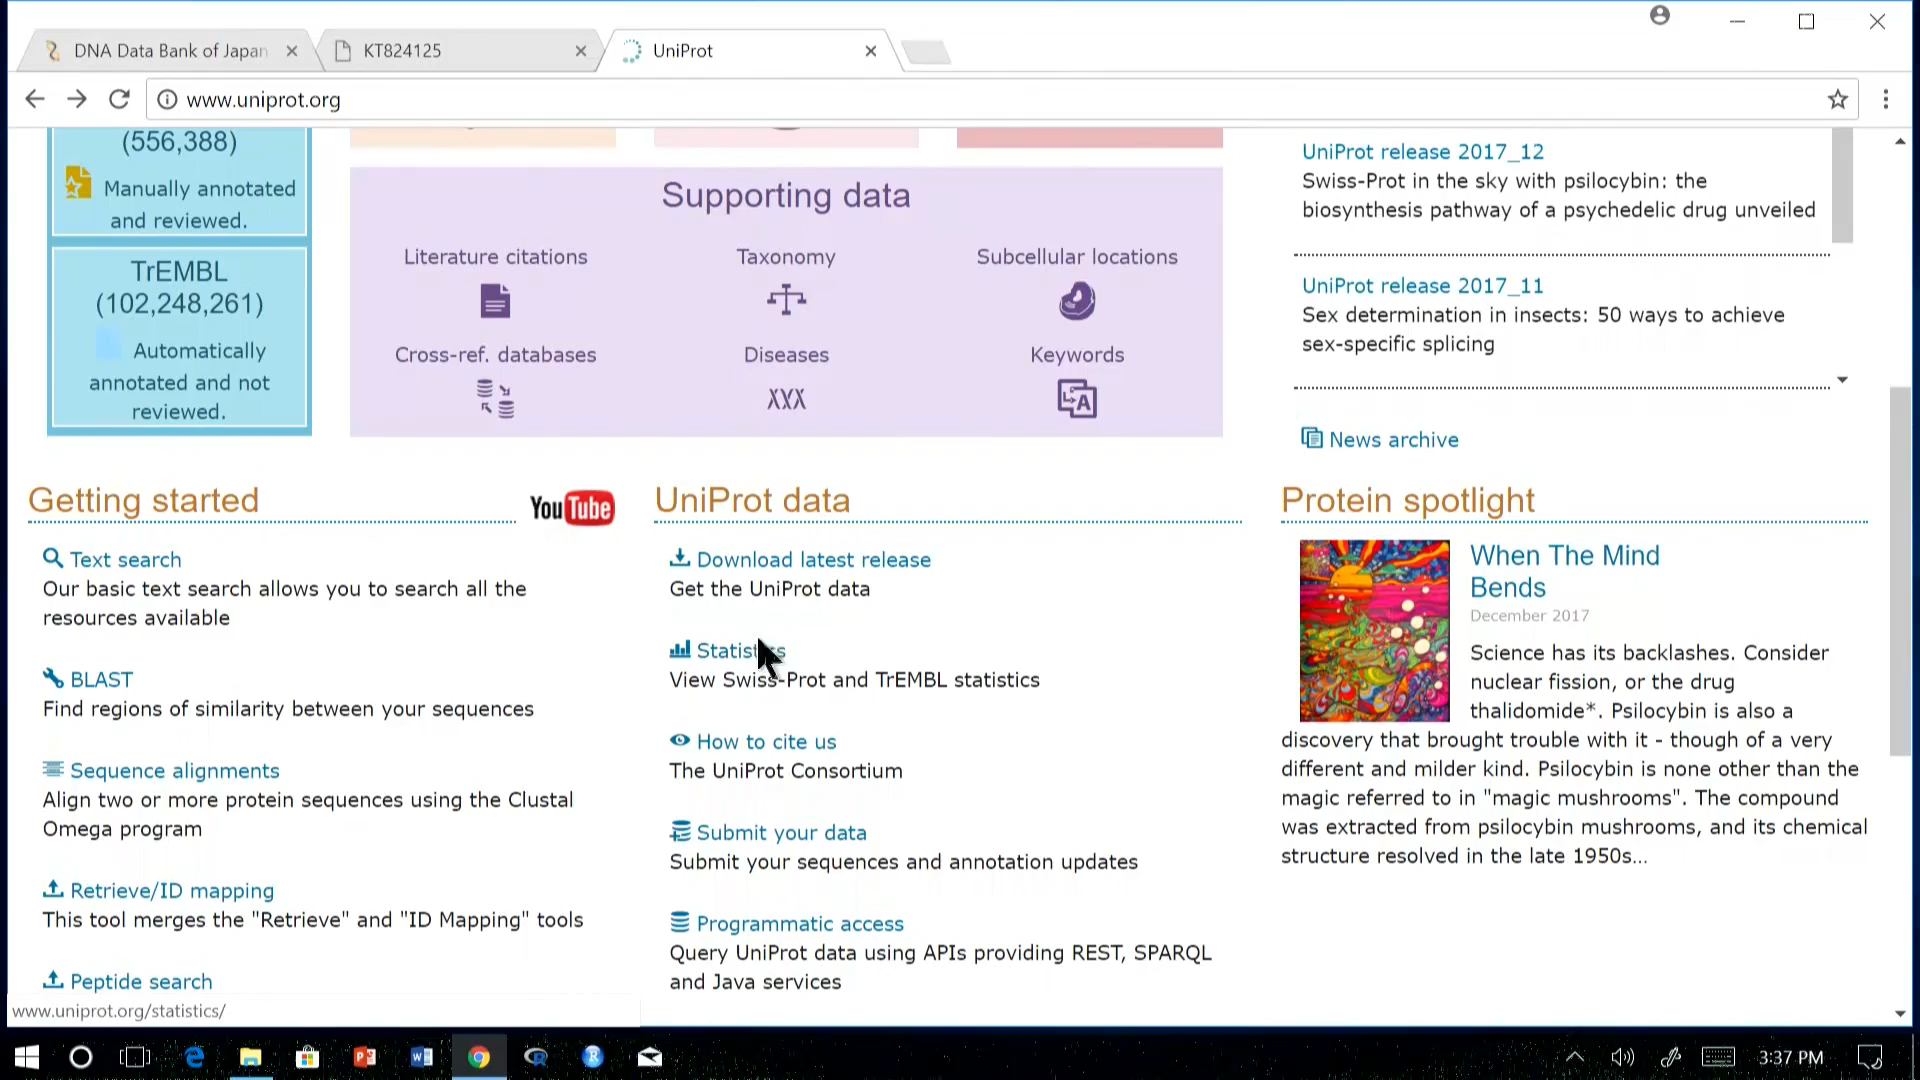 DNA Data Bank of Japan
KT824125
UniProt
www.uniprot.org
(556,388)
Manually annotated
and reviewed.
TrEMBL
(102,248,261)
Automatically
annotated and not
reviewed.
Supporting data
Literature citations
Taxonomy
Subcellular locations
Cross-ref. databases
Diseases
Keywords
UniProt release 2017_12
Swiss-Prot in the sky with psilocybin: the
biosynthesis pathway of a psychedelic drug unveiled
UniProt release 2017_11
Sex determination in insects: 50 ways to achieve
sex-specific splicing
News archive
Getting started
YouTube
Text search
Our basic text search allows you to search all the
resources available
BLAST
Find regions of similarity between your sequences
Sequence alignments
Align two or more protein sequences using the Clustal
Omega program
Retrieve/ID mapping
This tool merges the "Retrieve" and "ID Mapping" tools
Peptide search
www.uniprot.org/statistics/
UniProt data
Download latest release
Get the UniProt data
Statistics
View Swiss-Prot and TrEMBL statistics
How to cite us
The UniProt Consortium
Submit your data
Submit your sequences and annotation updates
Programmatic access
Query UniProt data using APIs providing REST, SPARQL
and Java services
Protein spotlight
When The Mind
Bends
December 2017
Science has its backlashes. Consider
nuclear fission, or the drug
thalidomide*. Psilocybin is also a
discovery that brought trouble with it - though of a very
different and milder kind. Psilocybin is none other than the
magic referred to in "magic mushrooms". The compound
was extracted from psilocybin mushrooms, and its chemical
structure resolved in the late 1950s...
3:37 PM